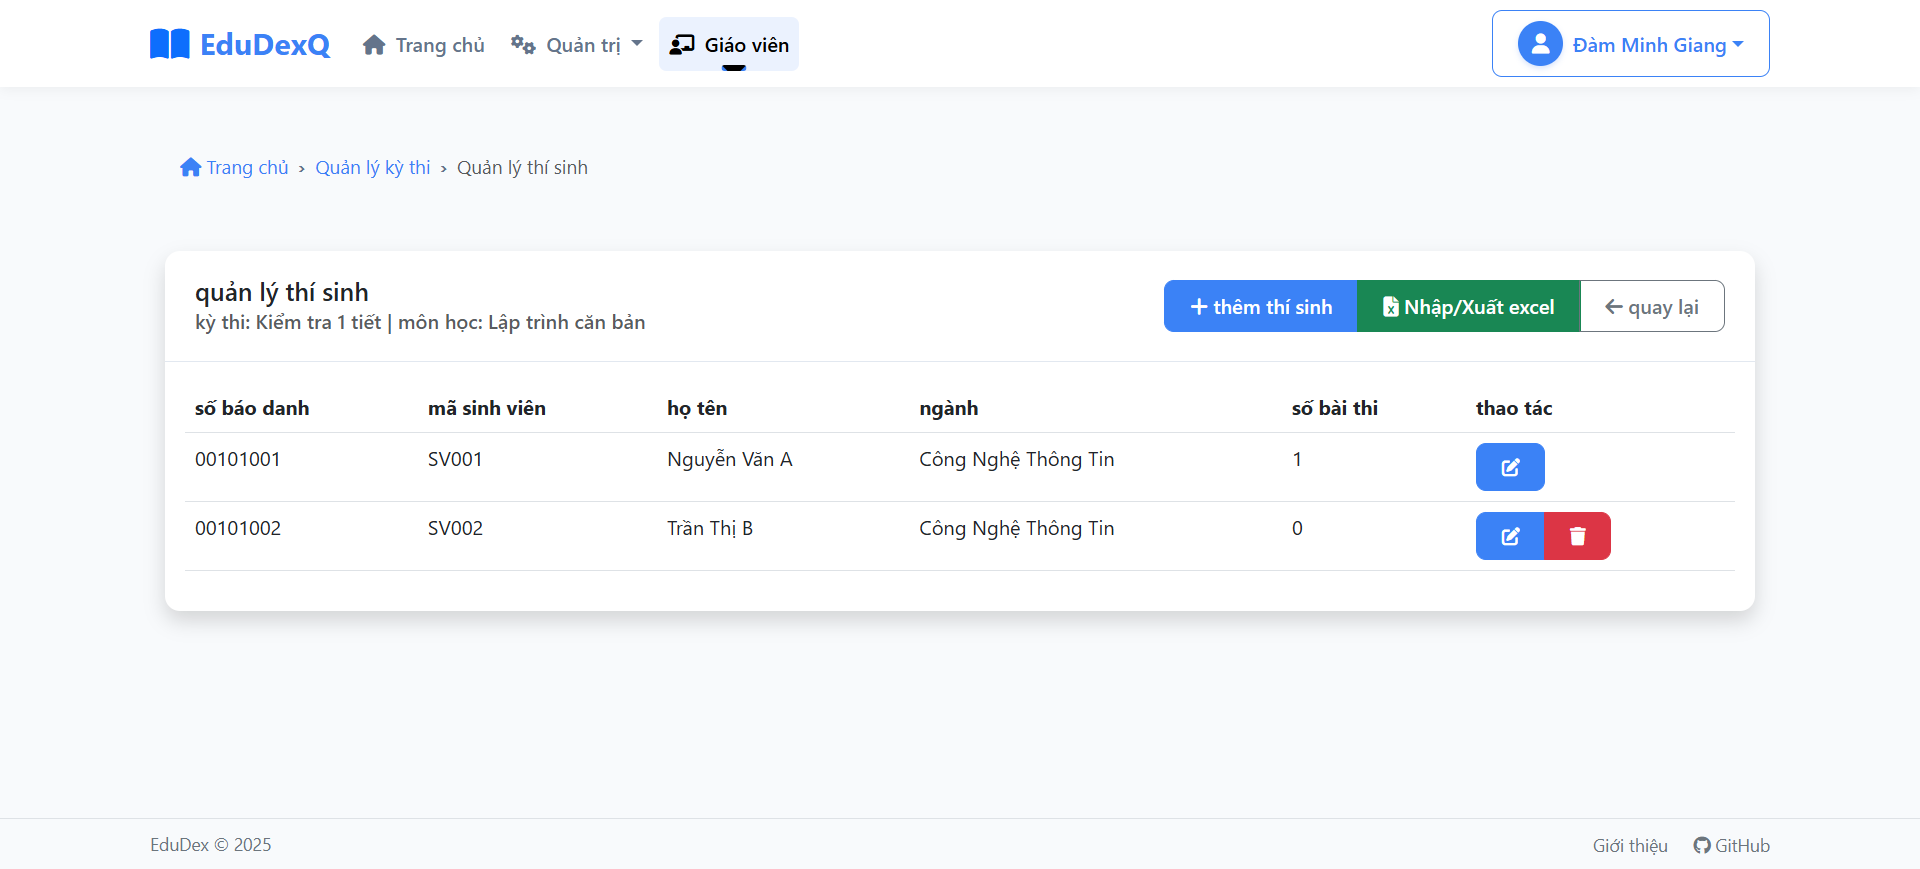 EduDexQ Trang chủ Quản trị Giáo viên Đàm Minh Giang
Trang chủ › Quản lý kỳ thi › Quản lý thí sinh
quản lý thí sinh
kỳ thi: Kiểm tra 1 tiết | môn học: Lập trình căn bản
thêm thí sinh Nhập/Xuất excel quay lại
số báo danh mã sinh viên họ tên ngành số bài thi thao tác
00101001 SV001 Nguyễn Văn A Công Nghệ Thông Tin 1
00101002 SV002 Trần Thị B Công Nghệ Thông Tin 0
EduDex © 2025 Giới thiệu GitHub